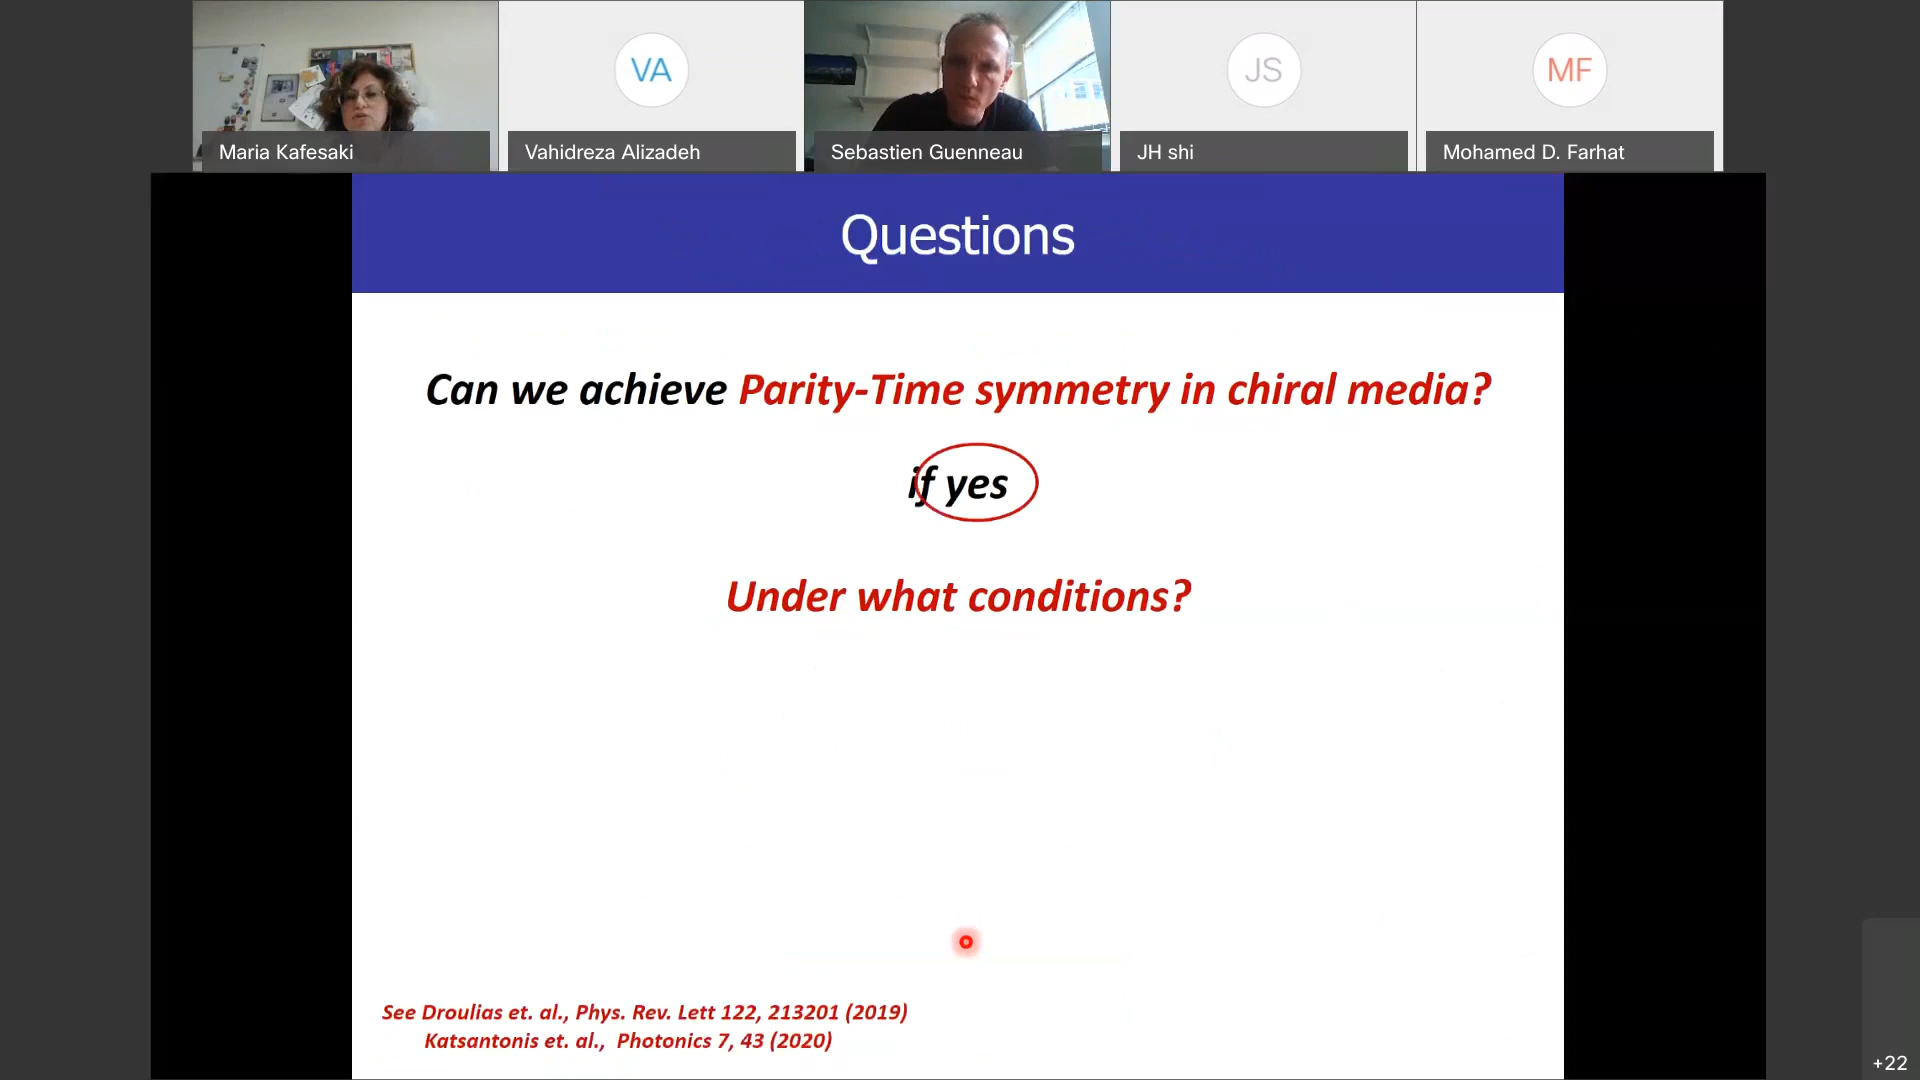 Maria Kafesaki
VA
Vahidreza Alizadeh
Sebastien Guenneau
JS
JH shi
MF
Mohamed D. Farhat
Questions
Can we achieve Parity-Time symmetry in chiral media?
if yes
Under what conditions?
See Droulias et. al., Phys. Rev. Lett 122, 213201 (2019)
Katsantonis et. al., Photonics 7, 43 (2020)
+22